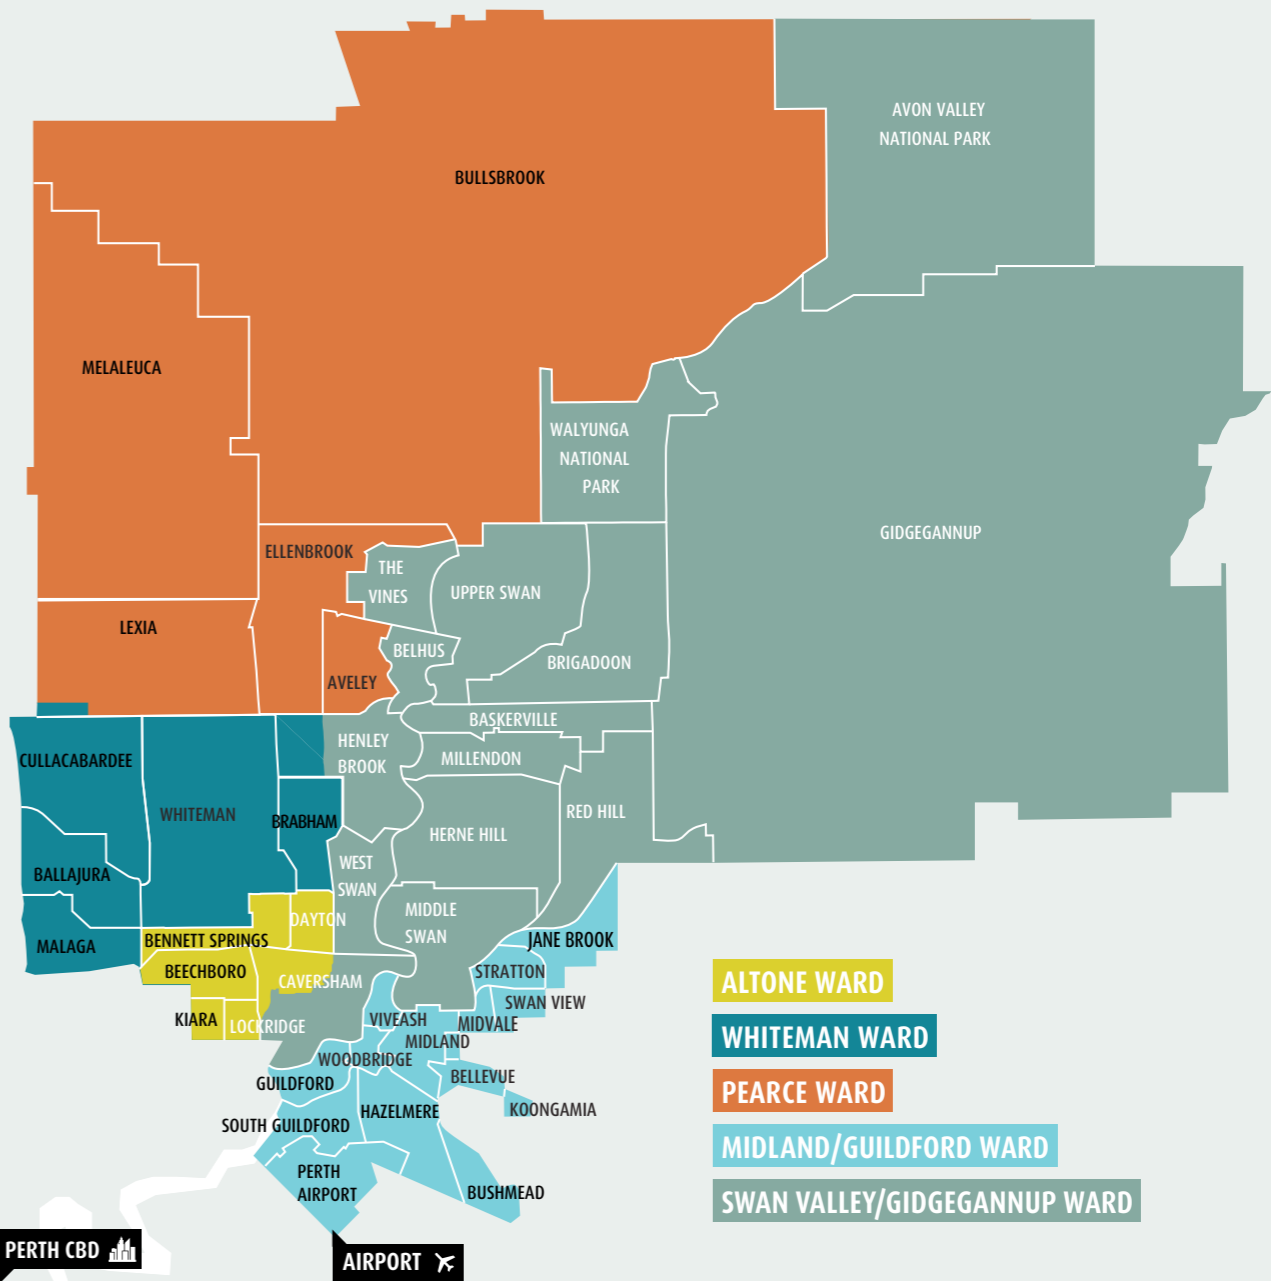 AVON VALLEY
NATIONAL PARK
BULLSBROOK
MELALEUCA
WALYUNGA
NATIONAL
PARK
GIDGEGANNUP
ELLENBROOK
THE
VINES
UPPER SWAN
LEXIA
BELHUS
BRIGADOON
AVELEY
BASKERVILLE
HENLEY
BROOK
CULLACABARDEE
MILLENDON
WHITEMAN
BRABHAM
RED HILL
HERNE HILL
WEST
SWAN
BALLAJURA
MIDDLE
SWAN
DAYTON
MALAGA
BENNETT SPRINGS
JANE BROOK
BEECHBORO
CAVERSHAM
STRATTON
SWAN VIEW
KIARA
LOCKRIDGE
VIVEASH
MIDVALE
MIDLAND
WOODBRIDGE
GUILDFORD
BELLEVUE
KOONGAMIA
HAZELMERE
SOUTH GUILDFORD
PERTH
AIRPORT
BUSHMEAD
ALTONE WARD
WHITEMAN WARD
PEARCE WARD
MIDLAND/GUILDFORD WARD
SWAN VALLEY/GIDGEGANNUP WARD
PERTH CBD
AIRPORT